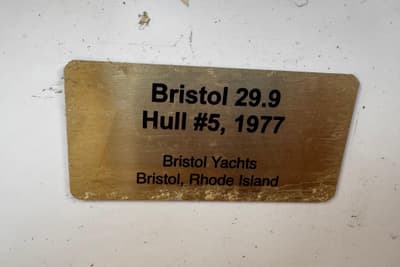 Bristol 29.9
Hull #5, 1977
Bristol Yachts
Bristol, Rhode Island